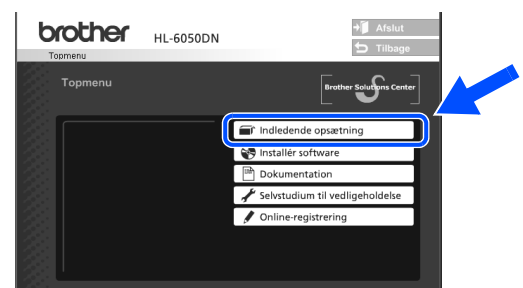 brother HL-6050DN
Afslut
Tilbage
Topmenu
Topmenu
Brother Solutions Center
Indledende opsætning
Installér software
Dokumentation
Selvstudium til vedligeholdelse
Online-registrering